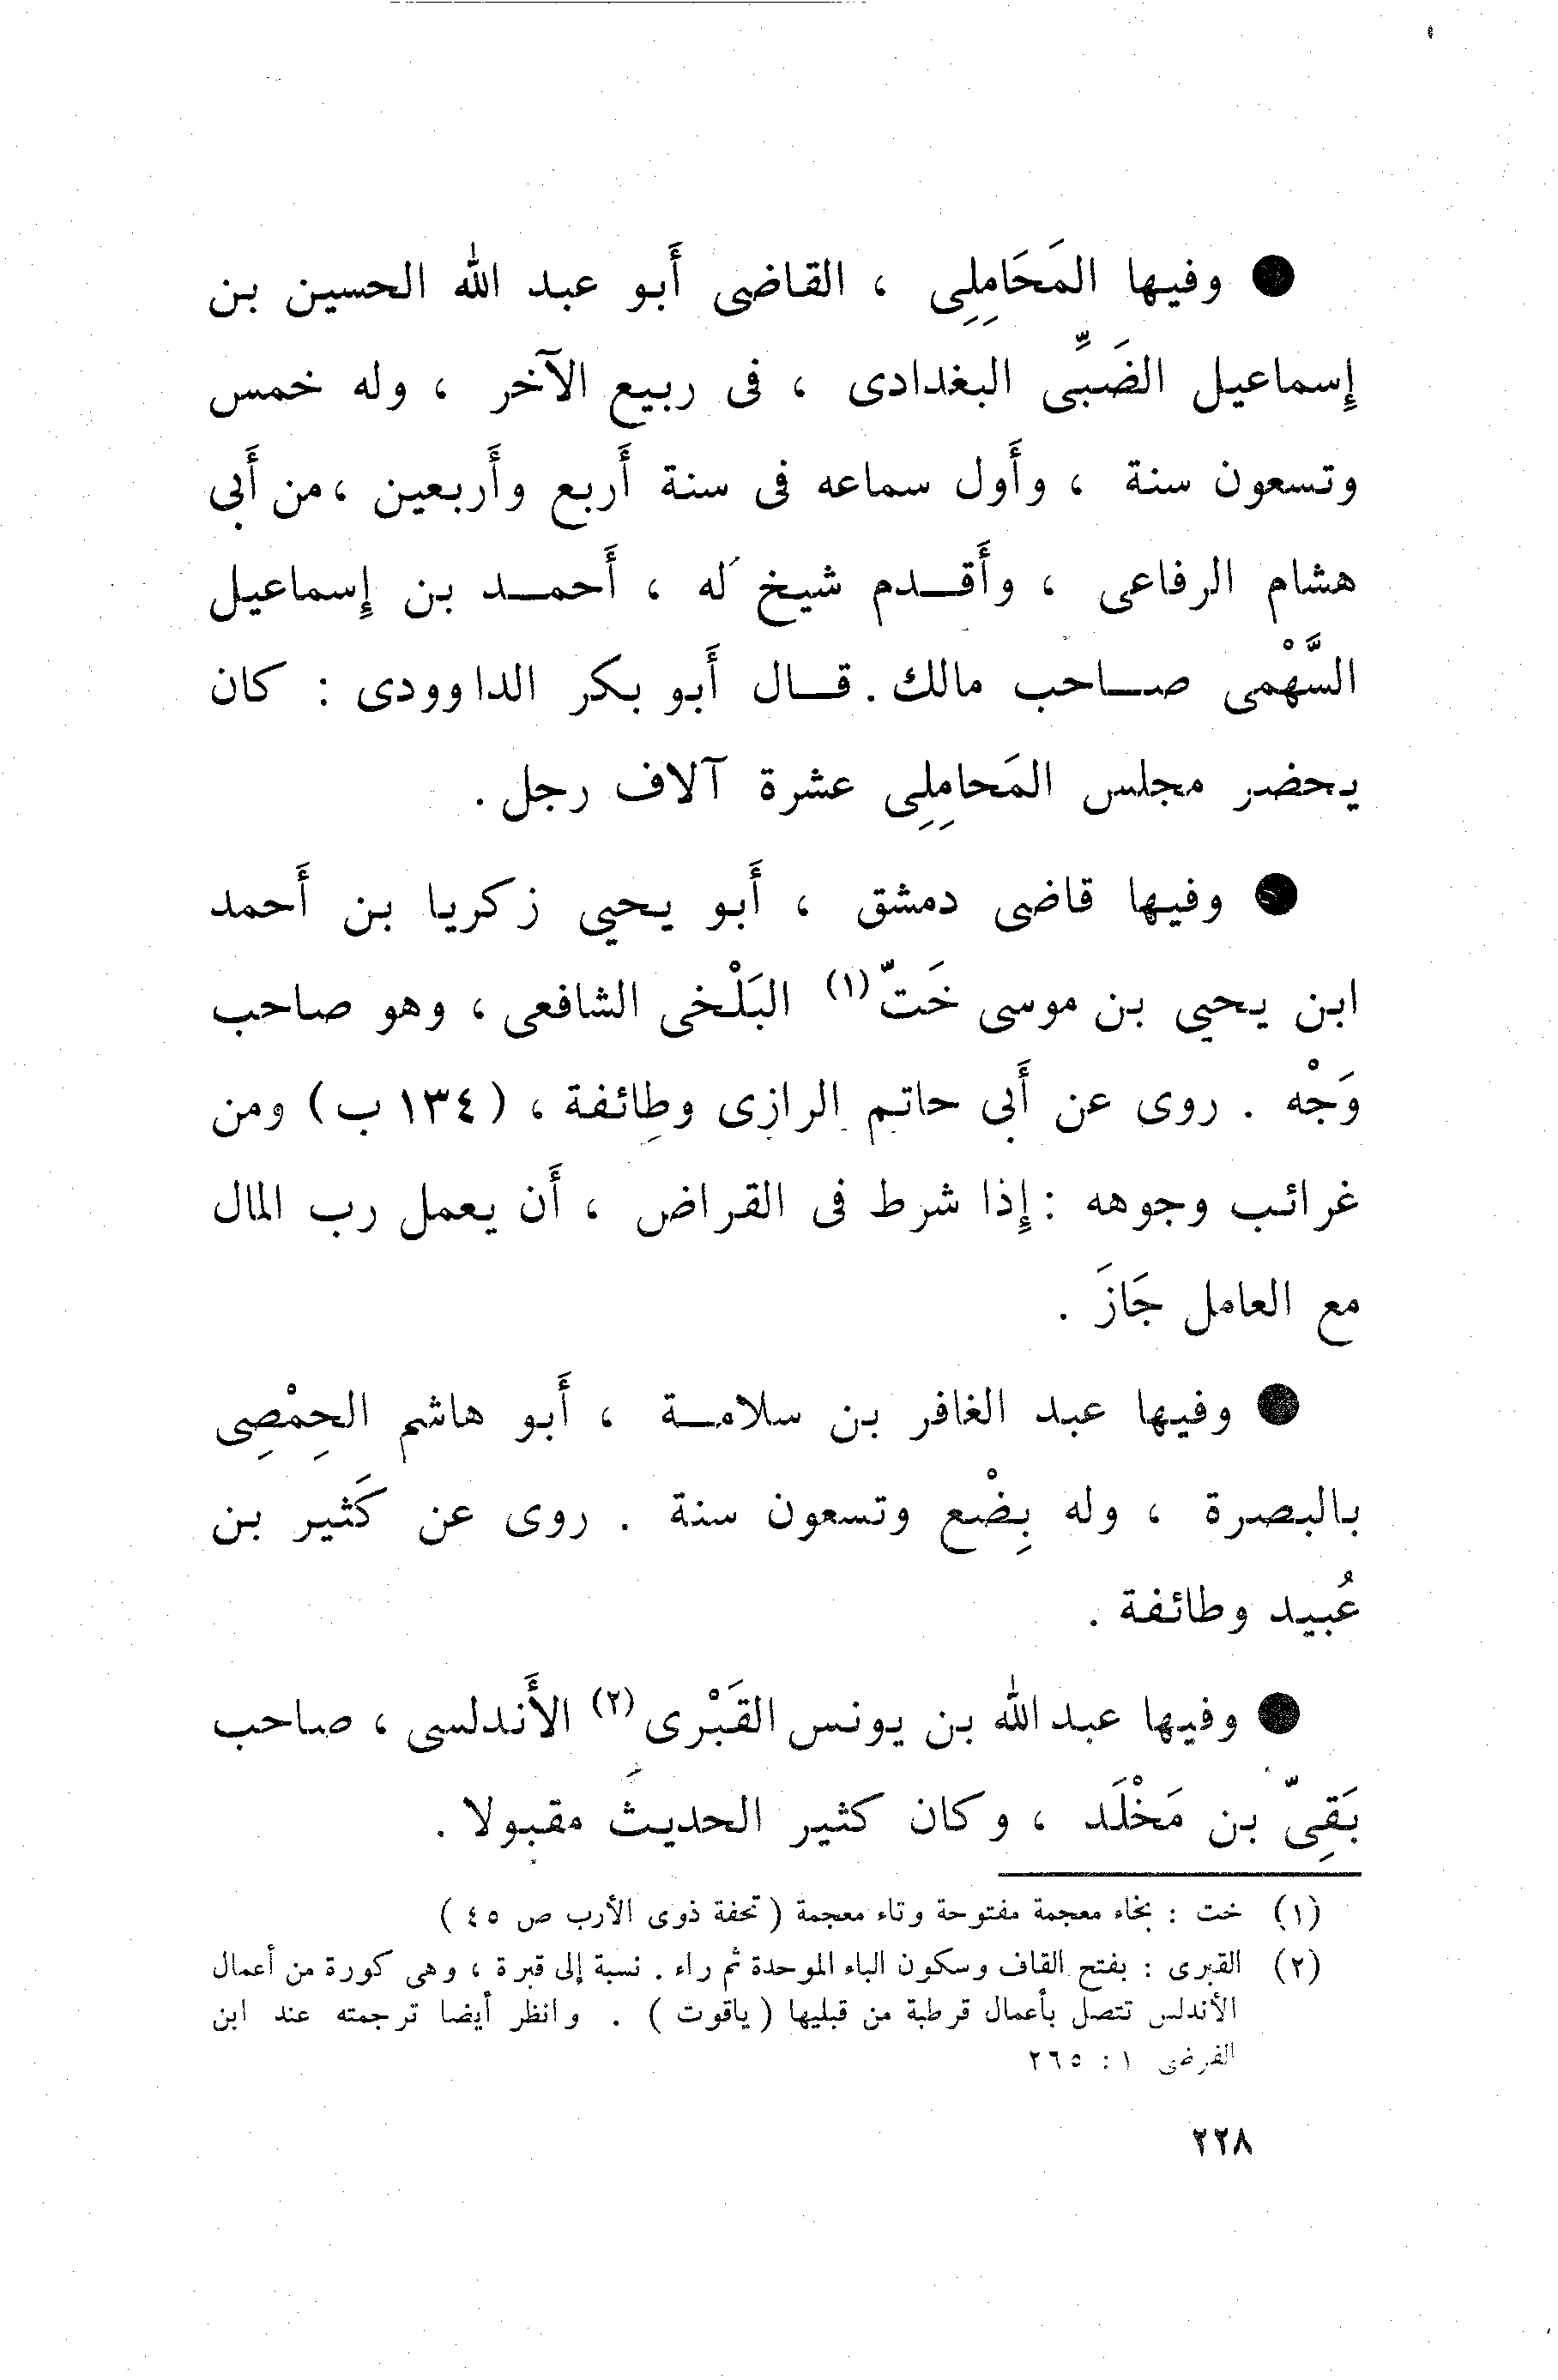 ● وفيها المَحَامِلِى ، القاضى أَبو عبد الله الحسين بن
إِسماعيل الضَبِّى البغدادى ، فى ربيع الآخر ، وله خمس
وتسعون سنة ، وأَول سماعه فى سنة أَربع وأَربعين ، من أَبى
هشام الرفاعى ، وأَقدم شيخ له ، أَحمد بن إِسماعيل
السَّهْمى صاحب مالك . قال أَبو بكر الداوودى : كان
يحضر مجلس المَحامِلِى عشرة آلاف رجل .
● وفيها قاضى دمشق ، أَبو يحيى زكريا بن أَحمد
ابن يحيى بن موسى خَتّ (١) البَلْخى الشافعى ، وهو صاحب
وَجْه . روى عن أَبى حاتم الرازى وطائفة ، (١٣٤ ب) ومن
غرائب وجوهه : إِذا شرط فى القراض ، أَن يعمل رب المال
مع العامل جَازَ .
● وفيها عبد الغافر بن سلامة ، أَبو هاشم الحِمْصِى
بالبصرة ، وله بِضْع وتسعون سنة . روى عن كَثير بن
عُبيد وطائفة .
● وفيها عبد الله بن يونس القَبْرى (٢) الأَندلسى ، صاحب
بَقِىّ بن مَخْلَد ، وكان كثير الحديث مقبولا .
(١) خت : بخاء معجمة مفتوحة وتاء معجمة ( تحفة ذوى الأرب ص ٤٥ )
(٢) القبرى : بفتح القاف وسكون الباء الموحدة ثم راء . نسبة إلى قبرة ، وهى كورة من أعمال
الأندلس تتصل بأعمال قرطبة من قبليها ( ياقوت ) . وانظر أيضا ترجمته عند ابن
الفرضى ١ : ٢٦٥
٢٢٨